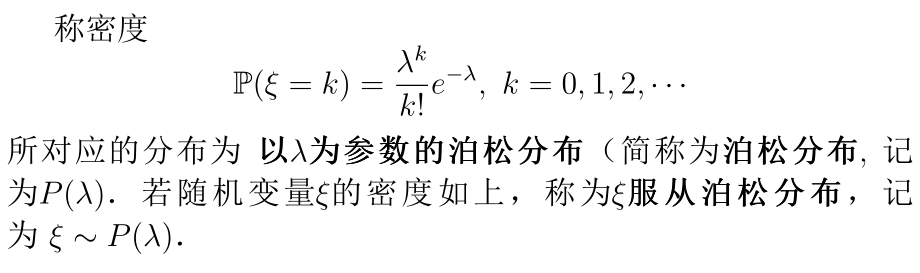 称密度
ℙ(ξ = k) = \frac{λ^k}{k!} e^{-λ}, k = 0, 1, 2, ⋯
所对应的分布为 以λ为参数的泊松分布（简称为泊松分布, 记
为P(λ). 若随机变量ξ的密度如上，称为ξ服从泊松分布，记
为 ξ ∼ P(λ).